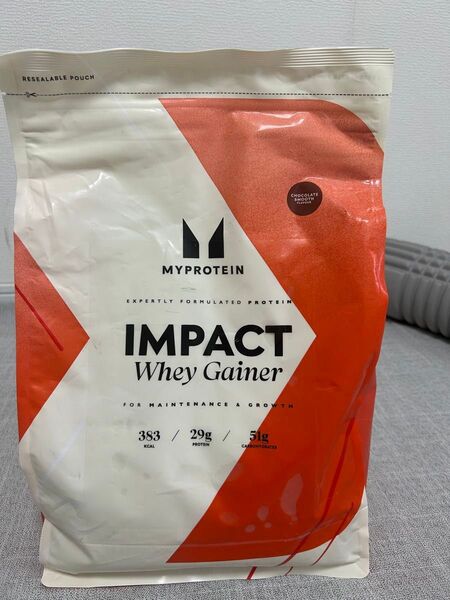 RESEALABLE POUCH
CHOCOLATE
SMOOTH
FLAVOUR
MYPROTEIN
EXPERTLY FORMULATED PROTEIN
IMPACT
Whey Gainer
FOR MAINTENANCE & GROWTH
383 / 29g / 51g
KCAL PROTEIN CARBOHYDRATES